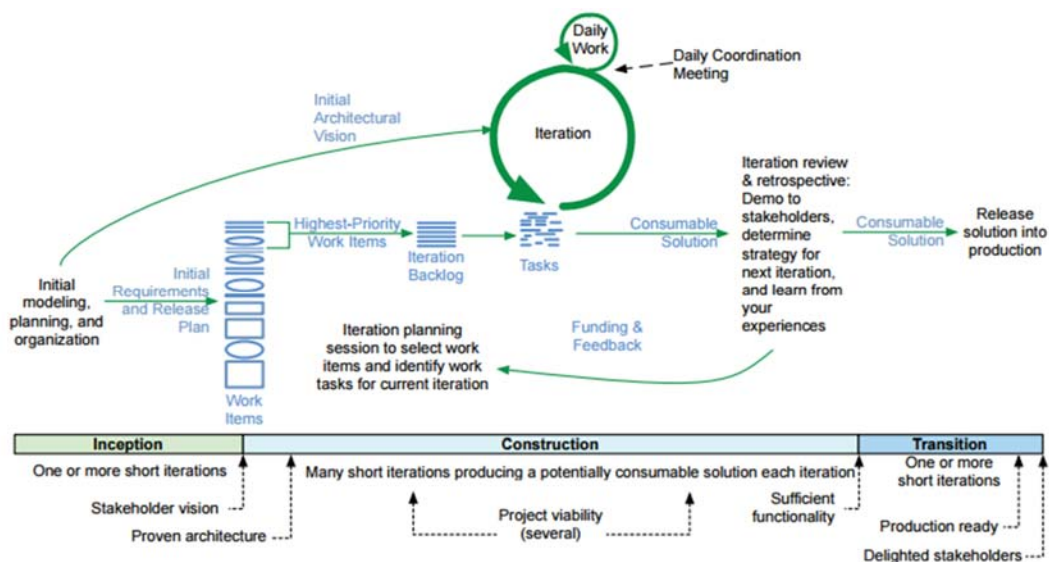 Daily
Work
Daily Coordination
Meeting
Initial
Architectural
Vision
Iteration
Iteration review
& retrospective:
Demo to
stakeholders,
determine
strategy for
next iteration,
and learn from
your
experiences
Highest-Priority
Work Items
Iteration
Backlog
Tasks
Consumable
Solution
Consumable
Solution
Release
solution into
production
Initial
modeling,
planning, and
organization
Initial
Requirements
and Release
Plan
Work
Items
Iteration planning
session to select work
items and identify work
tasks for current iteration
Funding &
Feedback
Inception
Construction
Transition
One or more short iterations
Many short iterations producing a potentially consumable solution each iteration
One or more
short iterations
Stakeholder vision
Proven architecture
Project viability
(several)
Sufficient
functionality
Production ready
Delighted stakeholders